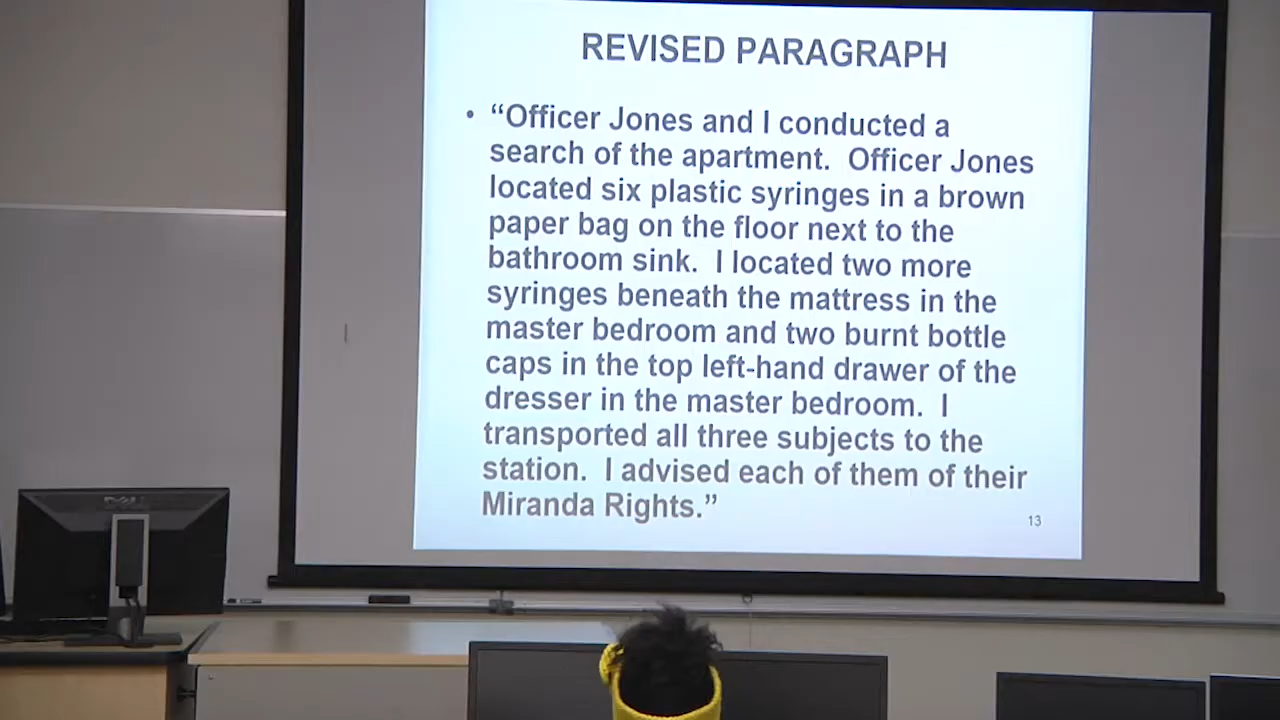 REVISED PARAGRAPH
• “Officer Jones and I conducted a
search of the apartment. Officer Jones
located six plastic syringes in a brown
paper bag on the floor next to the
bathroom sink. I located two more
syringes beneath the mattress in the
master bedroom and two burnt bottle
caps in the top left-hand drawer of the
dresser in the master bedroom. I
transported all three subjects to the
station. I advised each of them of their
Miranda Rights.”
13
DELL